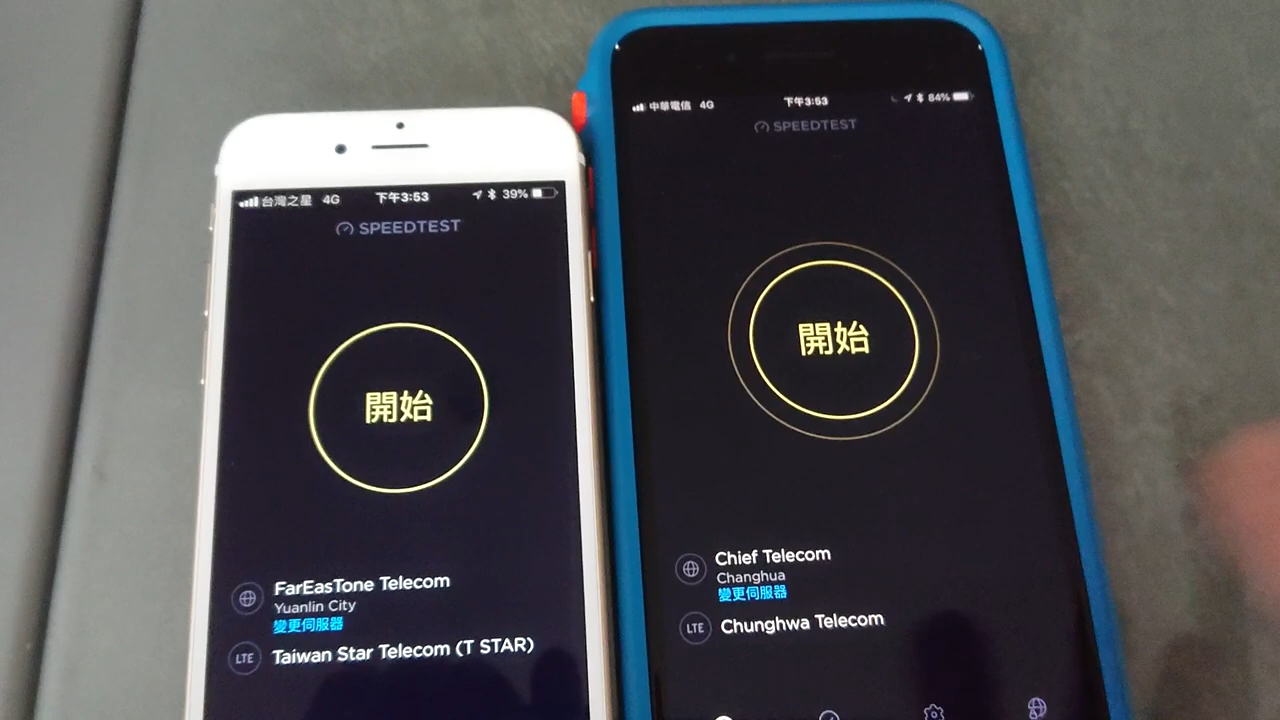 台灣之星 4G 下午3:53 39%
SPEEDTEST
開始
FarEasTone Telecom
Yuanlin City
變更伺服器
LTE Taiwan Star Telecom (T STAR)
中華電信 4G 下午3:53 84%
SPEEDTEST
開始
Chief Telecom
Changhua
變更伺服器
LTE Chunghwa Telecom